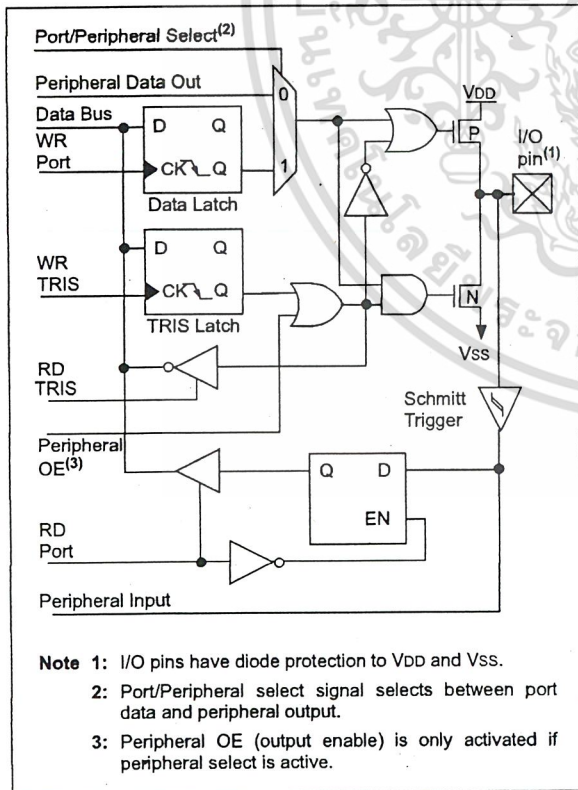 Port/Peripheral Select(2)
Peripheral Data Out
0
VDD
Data Bus
D Q
P
I/O
pin(1)
WR
Port
CK Q
1
Data Latch
D Q
WR
TRIS
CK Q
N
TRIS Latch
VSS
RD
TRIS
Schmitt
Trigger
Peripheral
OE(3)
Q D
EN
RD
Port
Peripheral Input
Note 1: I/O pins have diode protection to VDD and VSS.
2: Port/Peripheral select signal selects between port
data and peripheral output.
3: Peripheral OE (output enable) is only activated if
peripheral select is active.